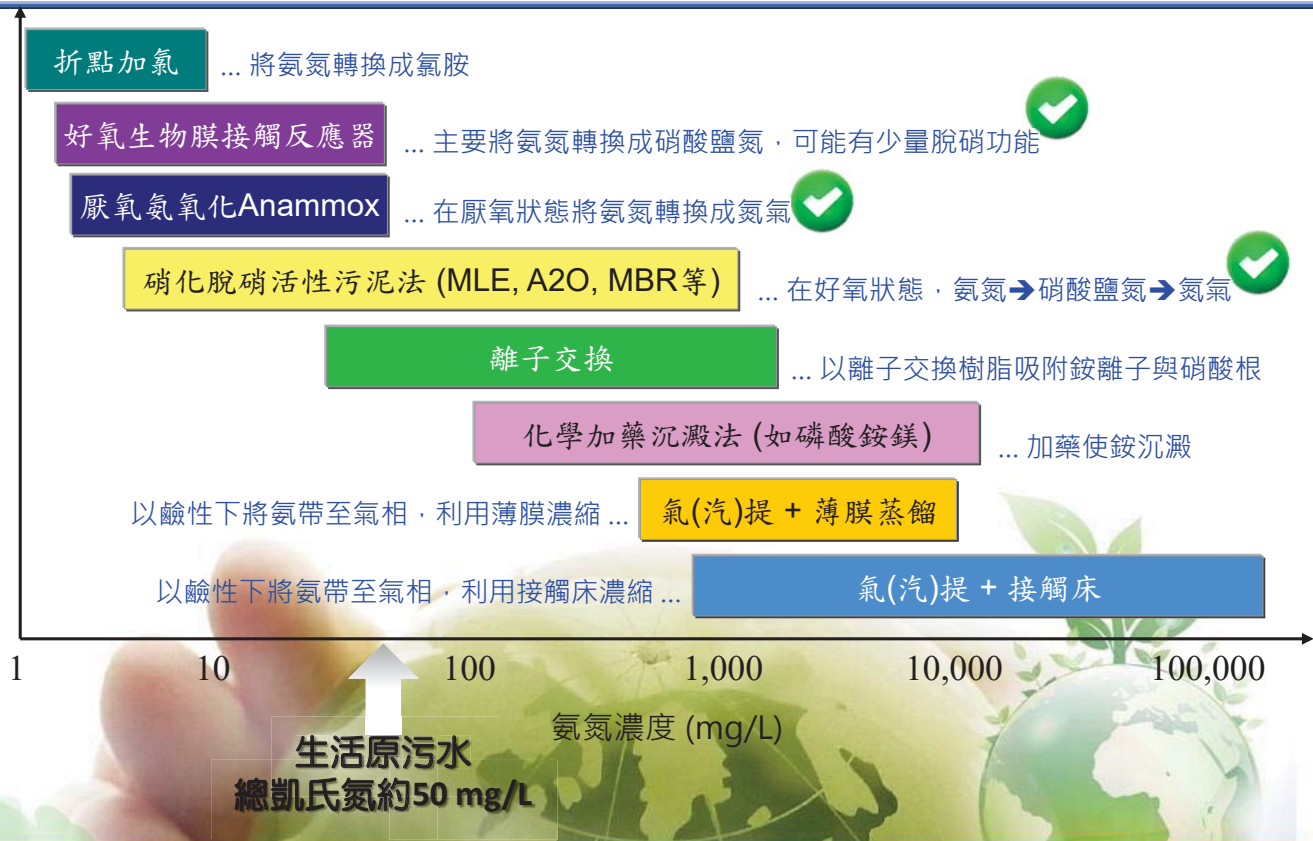 折點加氯 ... 將氨氮轉換成氯胺
好氧生物膜接觸反應器 ... 主要將氨氮轉換成硝酸鹽氮，可能有少量脫硝功能
厭氧氨氧化Anammox ... 在厭氧狀態將氨氮轉換成氮氣
硝化脫硝活性污泥法 (MLE, A2O, MBR等) ... 在好氧狀態，氨氮➔硝酸鹽氮➔氮氣
離子交換 ... 以離子交換樹脂吸附銨離子與硝酸根
化學加藥沉澱法 (如磷酸銨鎂) ... 加藥使銨沉澱
以鹼性下將氨帶至氣相，利用薄膜濃縮 ... 氣(汽)提 + 薄膜蒸餾
以鹼性下將氨帶至氣相，利用接觸床濃縮 ... 氣(汽)提 + 接觸床
1 10 100 1,000 10,000 100,000
氨氮濃度 (mg/L)
生活原污水
總凱氏氮約50 mg/L